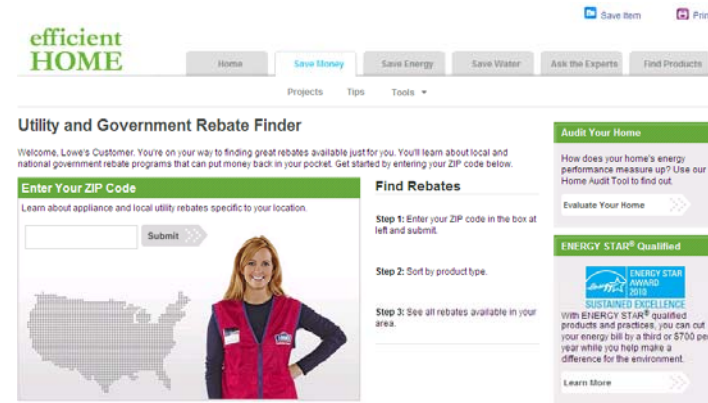 Save Item
Print
efficient
HOME
Home
Save Money
Save Energy
Save Water
Ask the Experts
Find Products
Projects
Tips
Tools
Utility and Government Rebate Finder
Welcome, Lowe's Customer. You're on your way to finding great rebates available just for you. You'll learn about local and
national government rebate programs that can put money back in your pocket. Get started by entering your ZIP code below.
Enter Your ZIP Code
Learn about appliance and local utility rebates specific to your location.
Submit
Find Rebates
Step 1: Enter your ZIP code in the box at
left and submit.
Step 2: Sort by product type.
Step 3: See all rebates available in your
area.
Audit Your Home
How does your home's energy
performance measure up? Use our
Home Audit Tool to find out.
Evaluate Your Home
ENERGY STAR® Qualified
ENERGY STAR
AWARD
2010
SUSTAINED EXCELLENCE
With ENERGY STAR® qualified
products and practices, you can cut
your energy bill by a third or $700 per
year while you help make a
difference for the environment.
Learn More